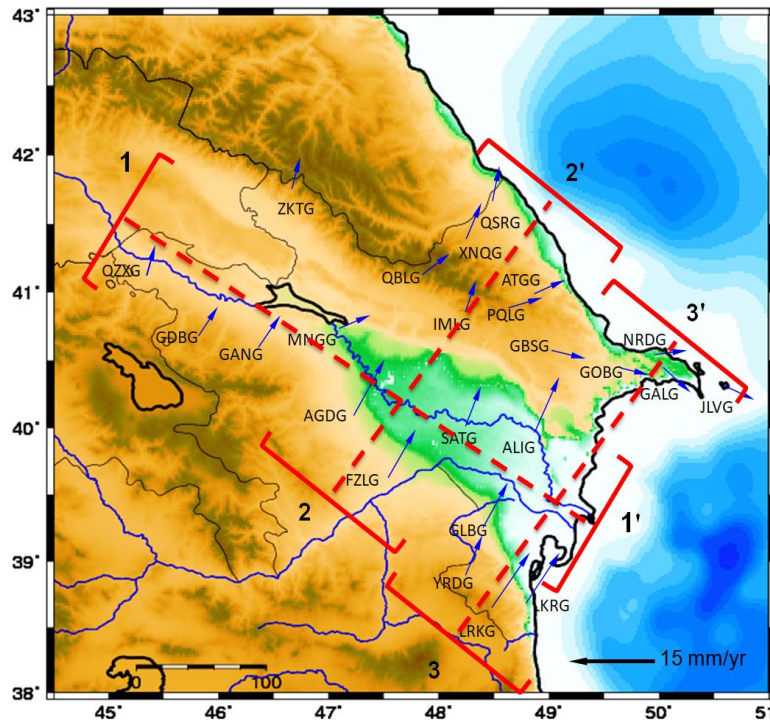 43°
42°
41°
40°
39°
38°
1
2'
ZKTG
QSRG
XNQG
QZXG
QBLG
ATGG
3'
GDBG
GANG
MNGG
IMLG
PQLG
NRDG
GBSG
GOBG
GALG
JLVG
AGDG
SATG
ALIG
FZLG
2
GLBG
1'
YRDG
LKRG
LRKG
3
15 mm/yr
0 100
45° 46° 47° 48° 49° 50° 51